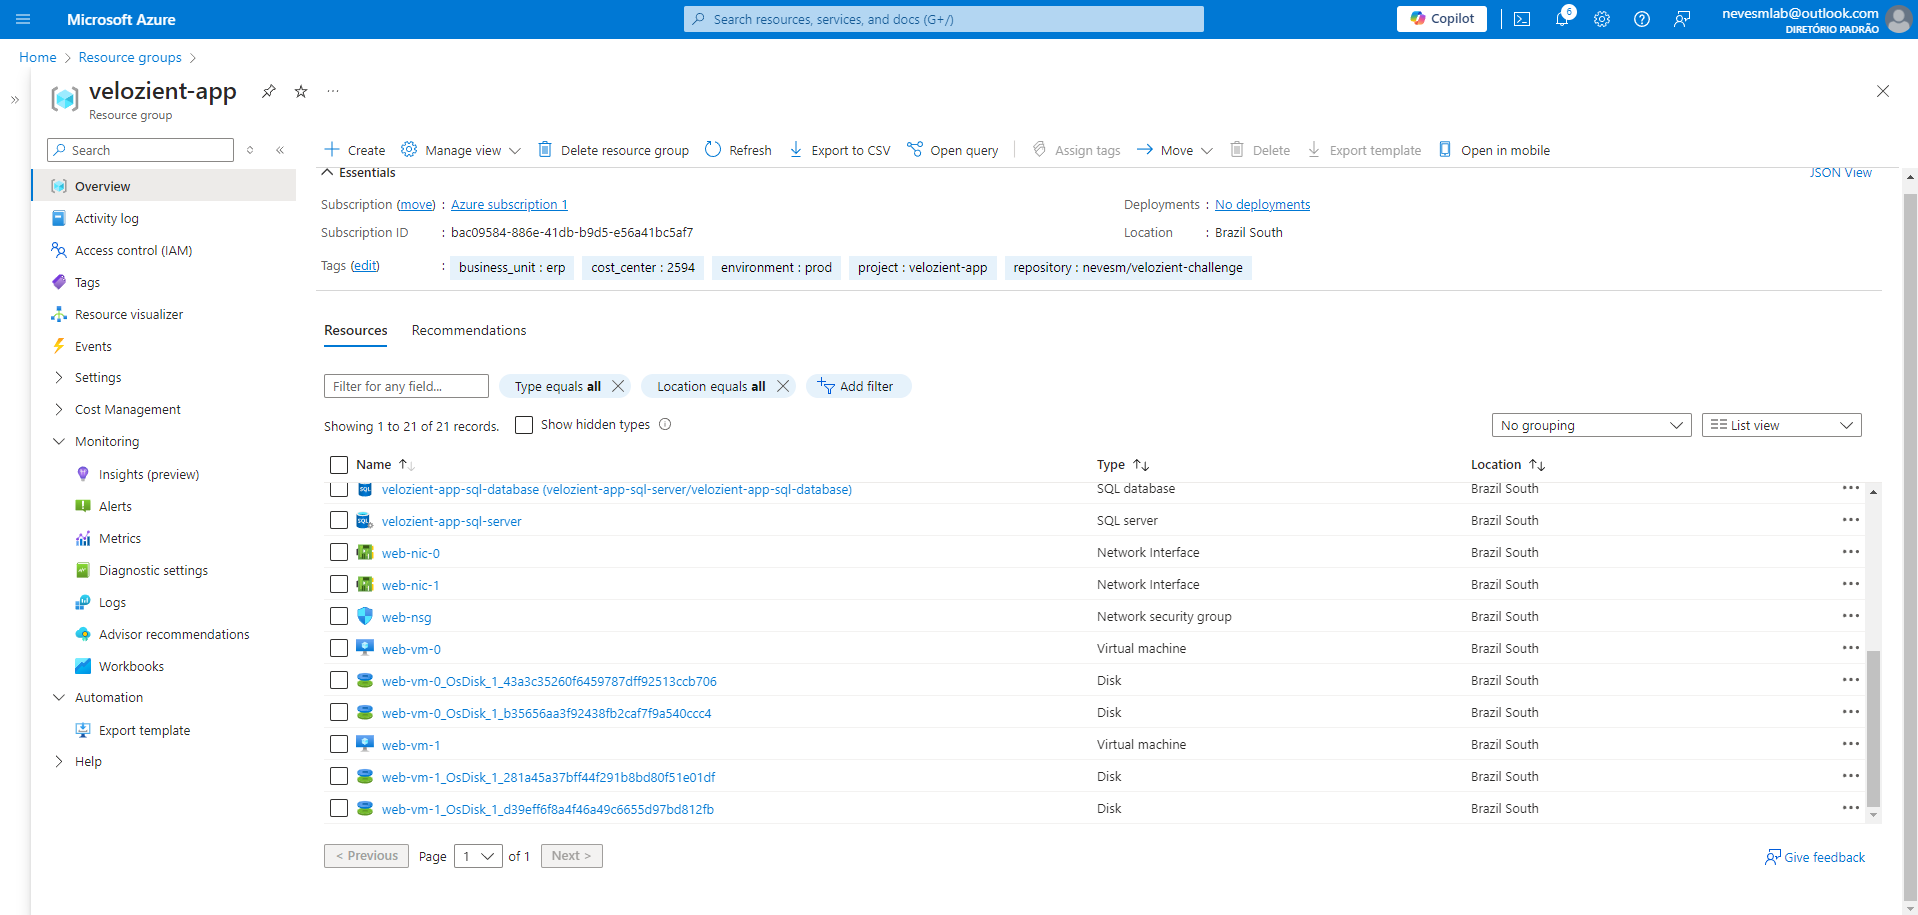 Microsoft Azure
Search resources, services, and docs (G+/)
Copilot
6
nevesmlab@outlook.com
DIRETÓRIO PADRÃO
Home > Resource groups >
velozient-app
Resource group
Search
Create
Manage view
Delete resource group
Refresh
Export to CSV
Open query
Assign tags
Move
Delete
Export template
Open in mobile
Overview
Activity log
Access control (IAM)
Tags
Resource visualizer
Events
Settings
Cost Management
Monitoring
Insights (preview)
Alerts
Metrics
Diagnostic settings
Logs
Advisor recommendations
Workbooks
Automation
Export template
Help
Essentials
JSON View
Subscription (move) : Azure subscription 1
Deployments : No deployments
Subscription ID : bac09584-886e-41db-b9d5-e56a41bc5af7
Location : Brazil South
Tags (edit) : business_unit : erp cost_center : 2594 environment : prod project : velozient-app repository : nevesm/velozient-challenge
Resources Recommendations
Filter for any field...
Type equals all
Location equals all
Add filter
Showing 1 to 21 of 21 records.
Show hidden types
No grouping
List view
Name Type Location
velozient-app-sql-database (velozient-app-sql-server/velozient-app-sql-database) SQL database Brazil South
velozient-app-sql-server SQL server Brazil South
web-nic-0 Network Interface Brazil South
web-nic-1 Network Interface Brazil South
web-nsg Network security group Brazil South
web-vm-0 Virtual machine Brazil South
web-vm-0_OsDisk_1_43a3c35260f6459787dff92513ccb706 Disk Brazil South
web-vm-0_OsDisk_1_b35656aa3f92438fb2caf7f9a540ccc4 Disk Brazil South
web-vm-1 Virtual machine Brazil South
web-vm-1_OsDisk_1_281a45a37bff44f291b8bd80f51e01df Disk Brazil South
web-vm-1_OsDisk_1_d39eff6f8a4f46a49c6655d97bd812fb Disk Brazil South
< Previous Page 1 of 1 Next >
Give feedback